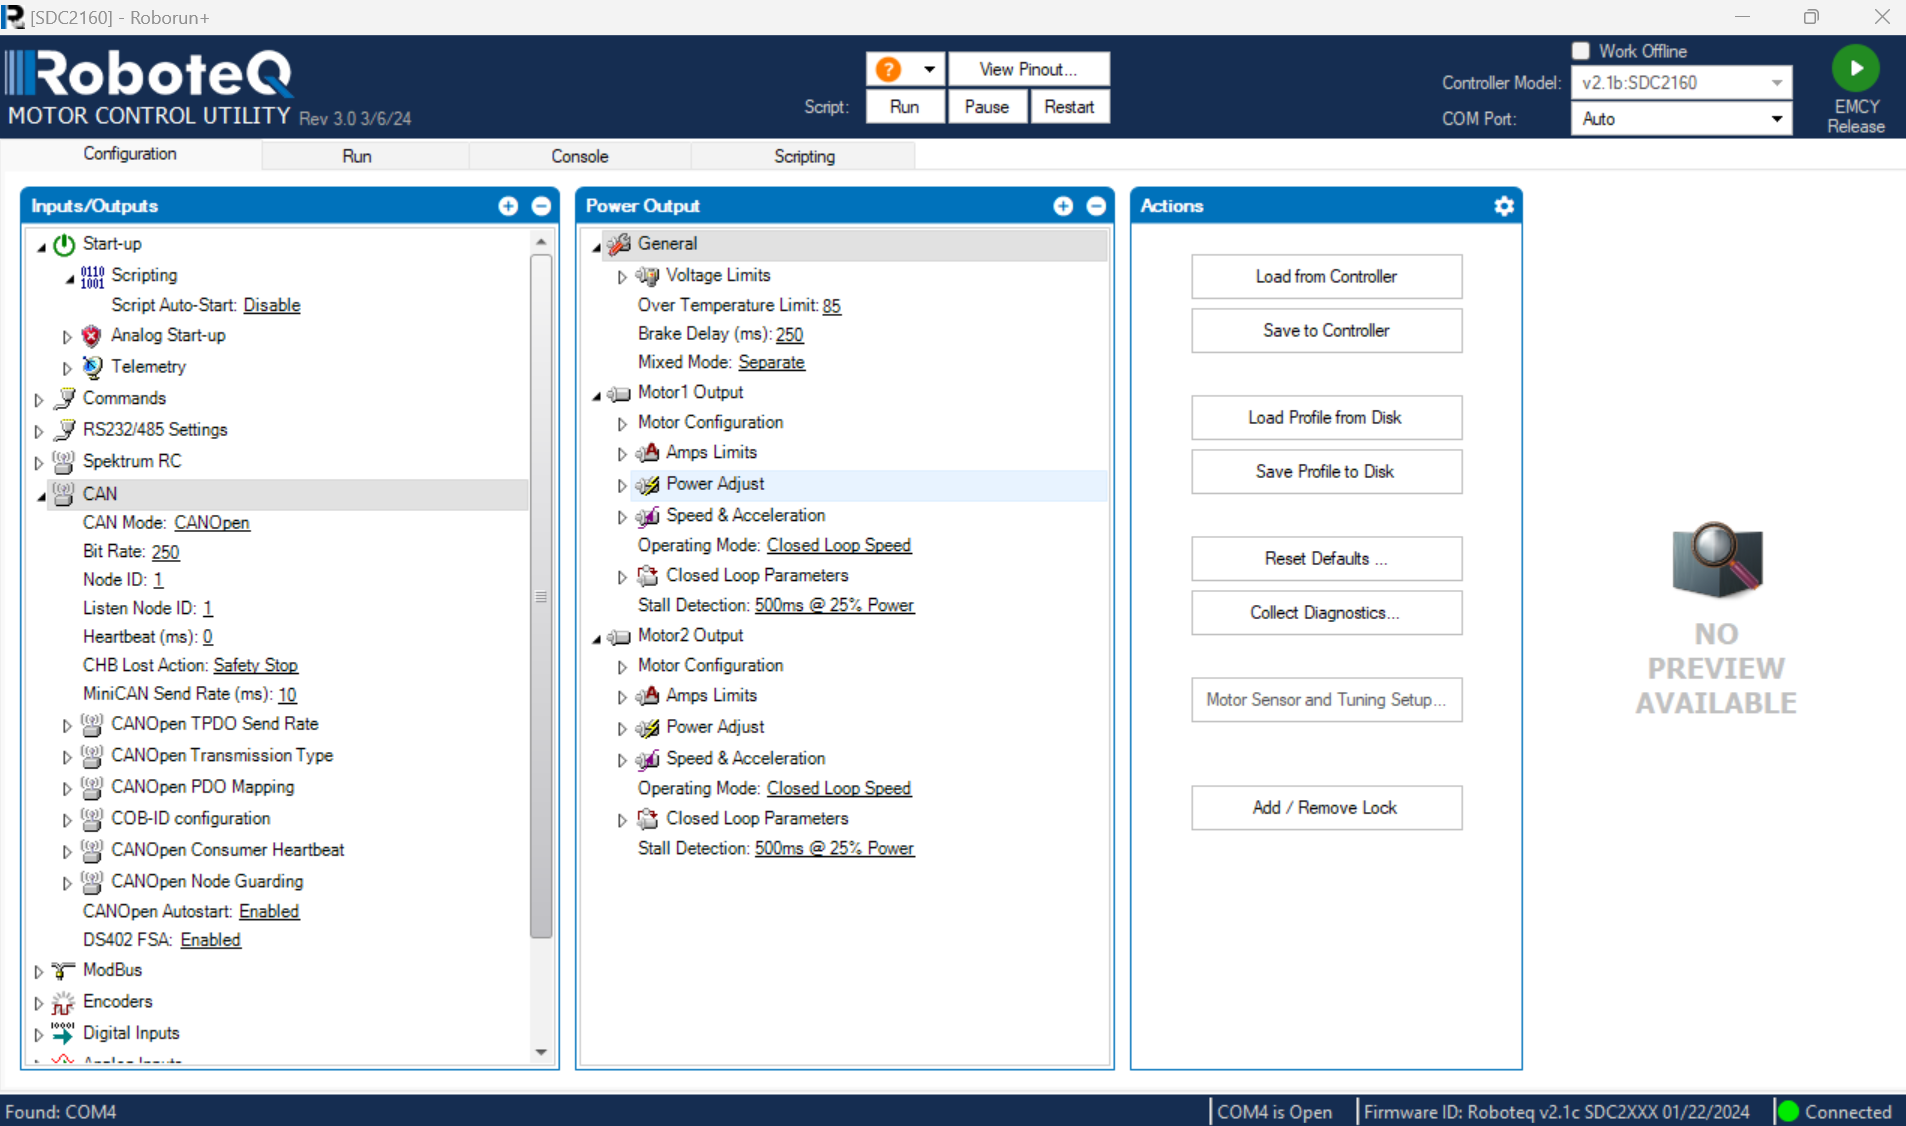 [SDC2160] - Roborun+
RoboteQ
MOTOR CONTROL UTILITY Rev 3.0 3/6/24
?
View Pinout...
Script:
Run
Pause
Restart
Work Offline
Controller Model:
v2.1b:SDC2160
COM Port:
Auto
EMCY
Release
Configuration
Run
Console
Scripting
Inputs/Outputs
Start-up
0110
1001
Scripting
Script Auto-Start: Disable
Analog Start-up
Telemetry
Commands
RS232/485 Settings
Spektrum RC
CAN
CAN Mode: CANOpen
Bit Rate: 250
Node ID: 1
Listen Node ID: 1
Heartbeat (ms): 0
CHB Lost Action: Safety Stop
MiniCAN Send Rate (ms): 10
CANOpen TPDO Send Rate
CANOpen Transmission Type
CANOpen PDO Mapping
COB-ID configuration
CANOpen Consumer Heartbeat
CANOpen Node Guarding
CANOpen Autostart: Enabled
DS402 FSA: Enabled
ModBus
Encoders
Digital Inputs
Analog Inputs
Power Output
General
Voltage Limits
Over Temperature Limit: 85
Brake Delay (ms): 250
Mixed Mode: Separate
Motor1 Output
Motor Configuration
Amps Limits
Power Adjust
Speed & Acceleration
Operating Mode: Closed Loop Speed
Closed Loop Parameters
Stall Detection: 500ms @ 25% Power
Motor2 Output
Motor Configuration
Amps Limits
Power Adjust
Speed & Acceleration
Operating Mode: Closed Loop Speed
Closed Loop Parameters
Stall Detection: 500ms @ 25% Power
Actions
Load from Controller
Save to Controller
Load Profile from Disk
Save Profile to Disk
Reset Defaults ...
Collect Diagnostics...
Motor Sensor and Tuning Setup...
Add / Remove Lock
NO
PREVIEW
AVAILABLE
Found: COM4
COM4 is Open
Firmware ID: Roboteq v2.1c SDC2XXX 01/22/2024
Connected